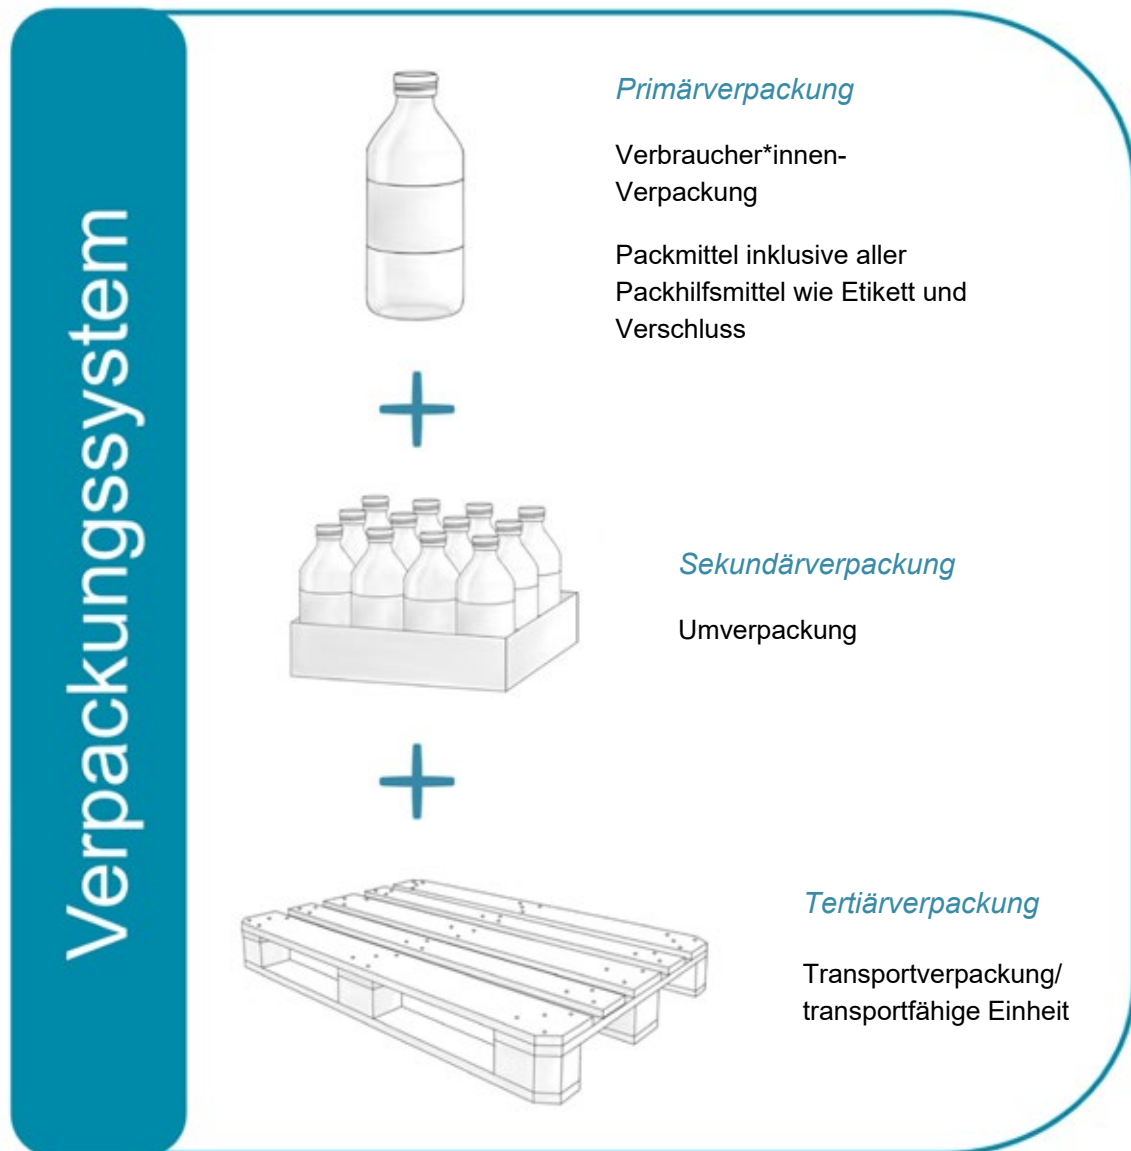 Verpackungssystem
Primärverpackung
Verbraucher*innen-
Verpackung
Packmittel inklusive aller
Packhilfsmittel wie Etikett und
Verschluss
Sekundärverpackung
Umverpackung
Tertiärverpackung
Transportverpackung/
transportfähige Einheit